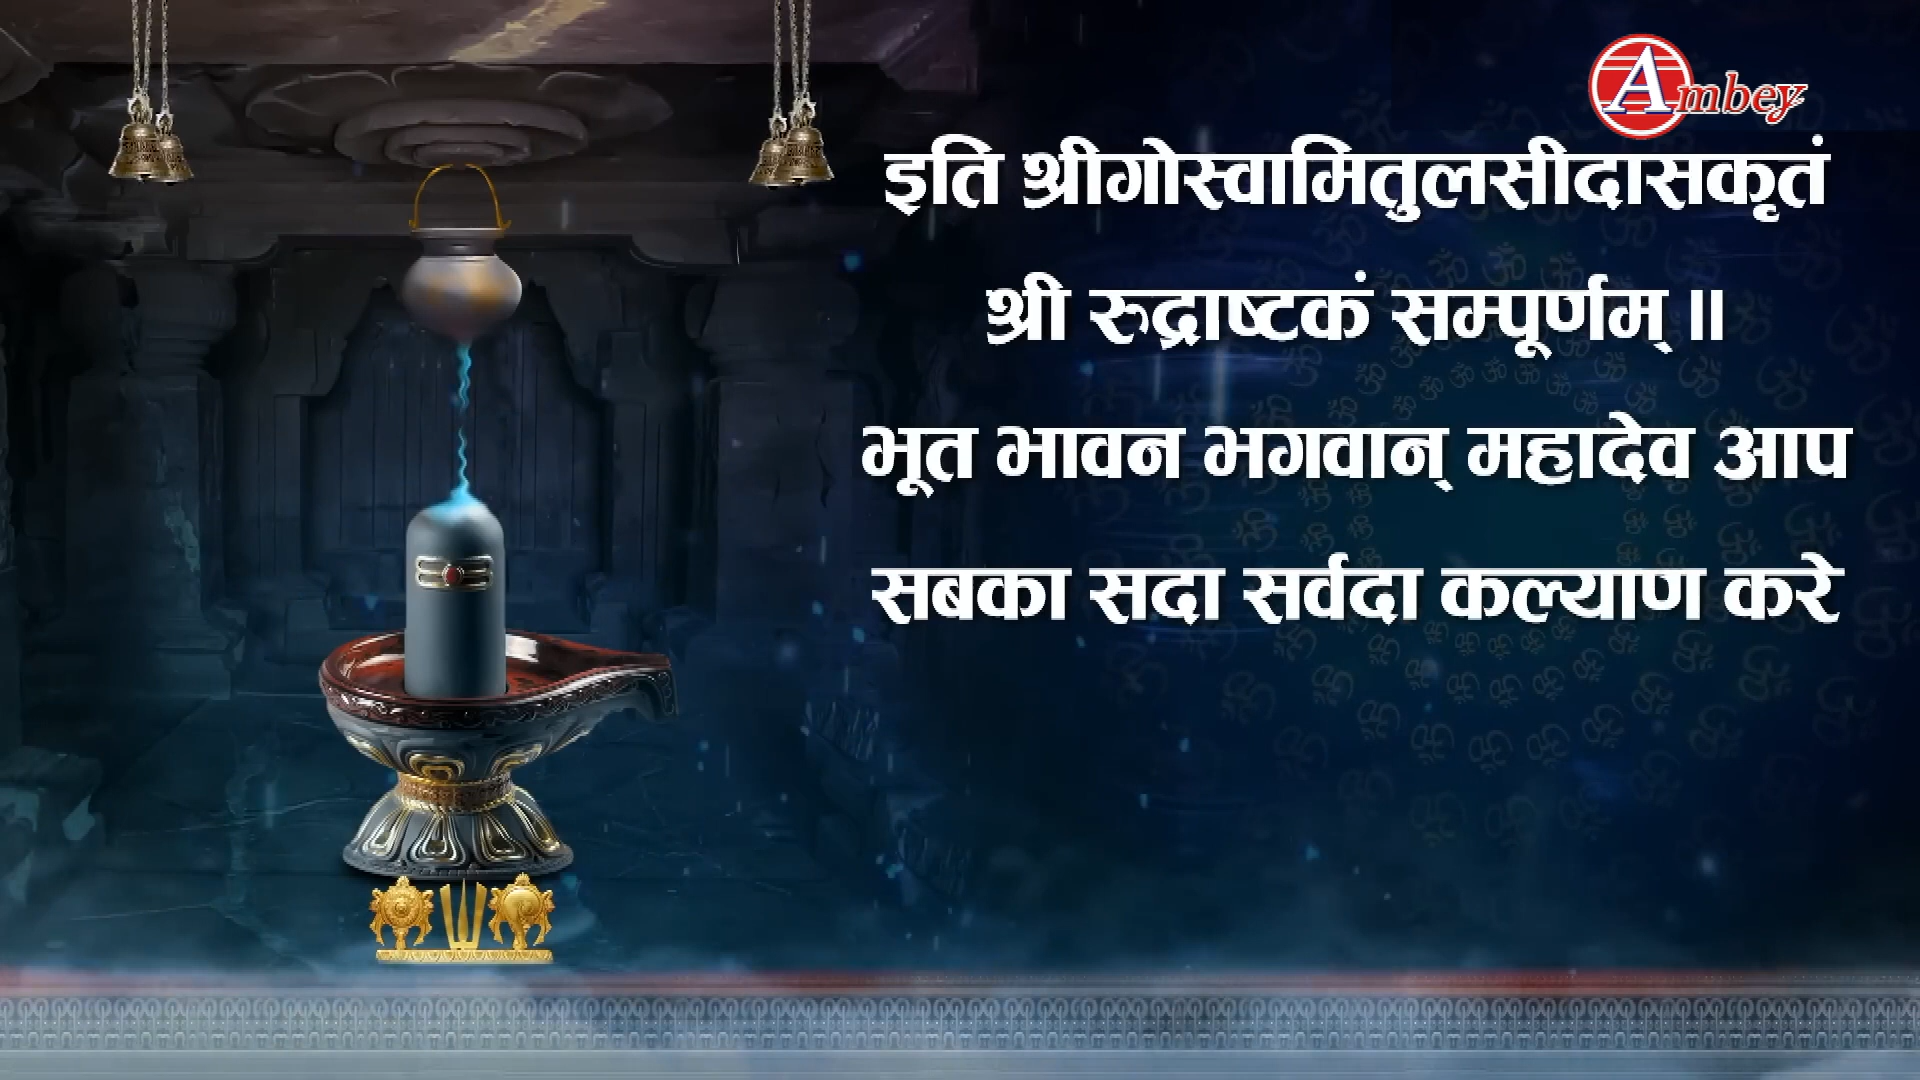 Ambey
इति श्रीगोस्वामितुलसीदासकृतं
श्री रुद्राष्टकं सम्पूर्णम् ॥
भूत भावन भगवान् महादेव आप
सबका सदा सर्वदा कल्याण करे